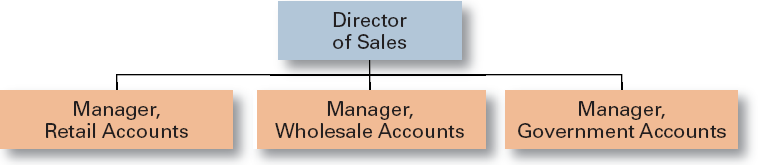 Director
of Sales
Manager,
Retail Accounts
Manager,
Wholesale Accounts
Manager,
Government Accounts